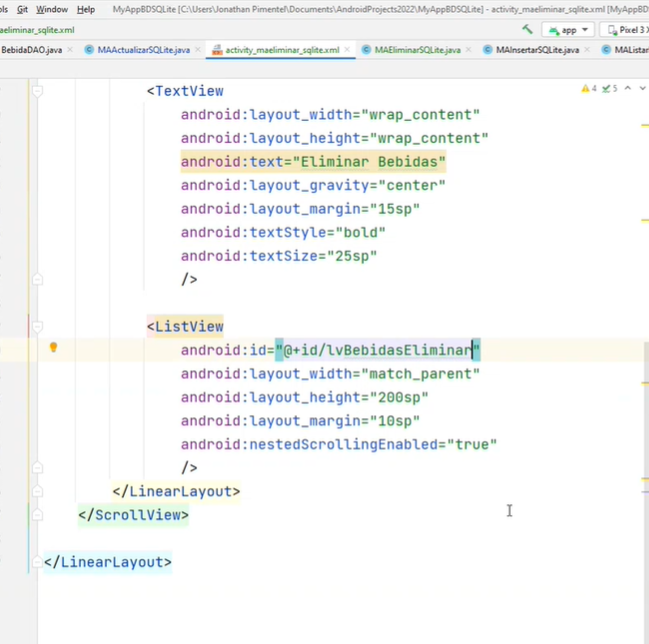 ols Git Window Help MyAppBDSQLite [C:\Users\Jonathan Pimentel\Documents\AndroidProjects2022\MyAppBDSQLite] - activity_maeliminar_sqlite.xml [MyAppBDS
aeliminar_sqlite.xml app Pixel 3 X
BebidaDAO.java MAActualizarSQLite.java activity_maeliminar_sqlite.xml MAEliminarSQLite.java MAInsertarSQLite.java MAListar
4 5
<TextView
android:layout_width="wrap_content"
android:layout_height="wrap_content"
android:text="Eliminar Bebidas"
android:layout_gravity="center"
android:layout_margin="15sp"
android:textStyle="bold"
android:textSize="25sp"
/>
<ListView
android:id="@+id/lvBebidasEliminar"
android:layout_width="match_parent"
android:layout_height="200sp"
android:layout_margin="10sp"
android:nestedScrollingEnabled="true"
/>
</LinearLayout>
</ScrollView>
</LinearLayout>